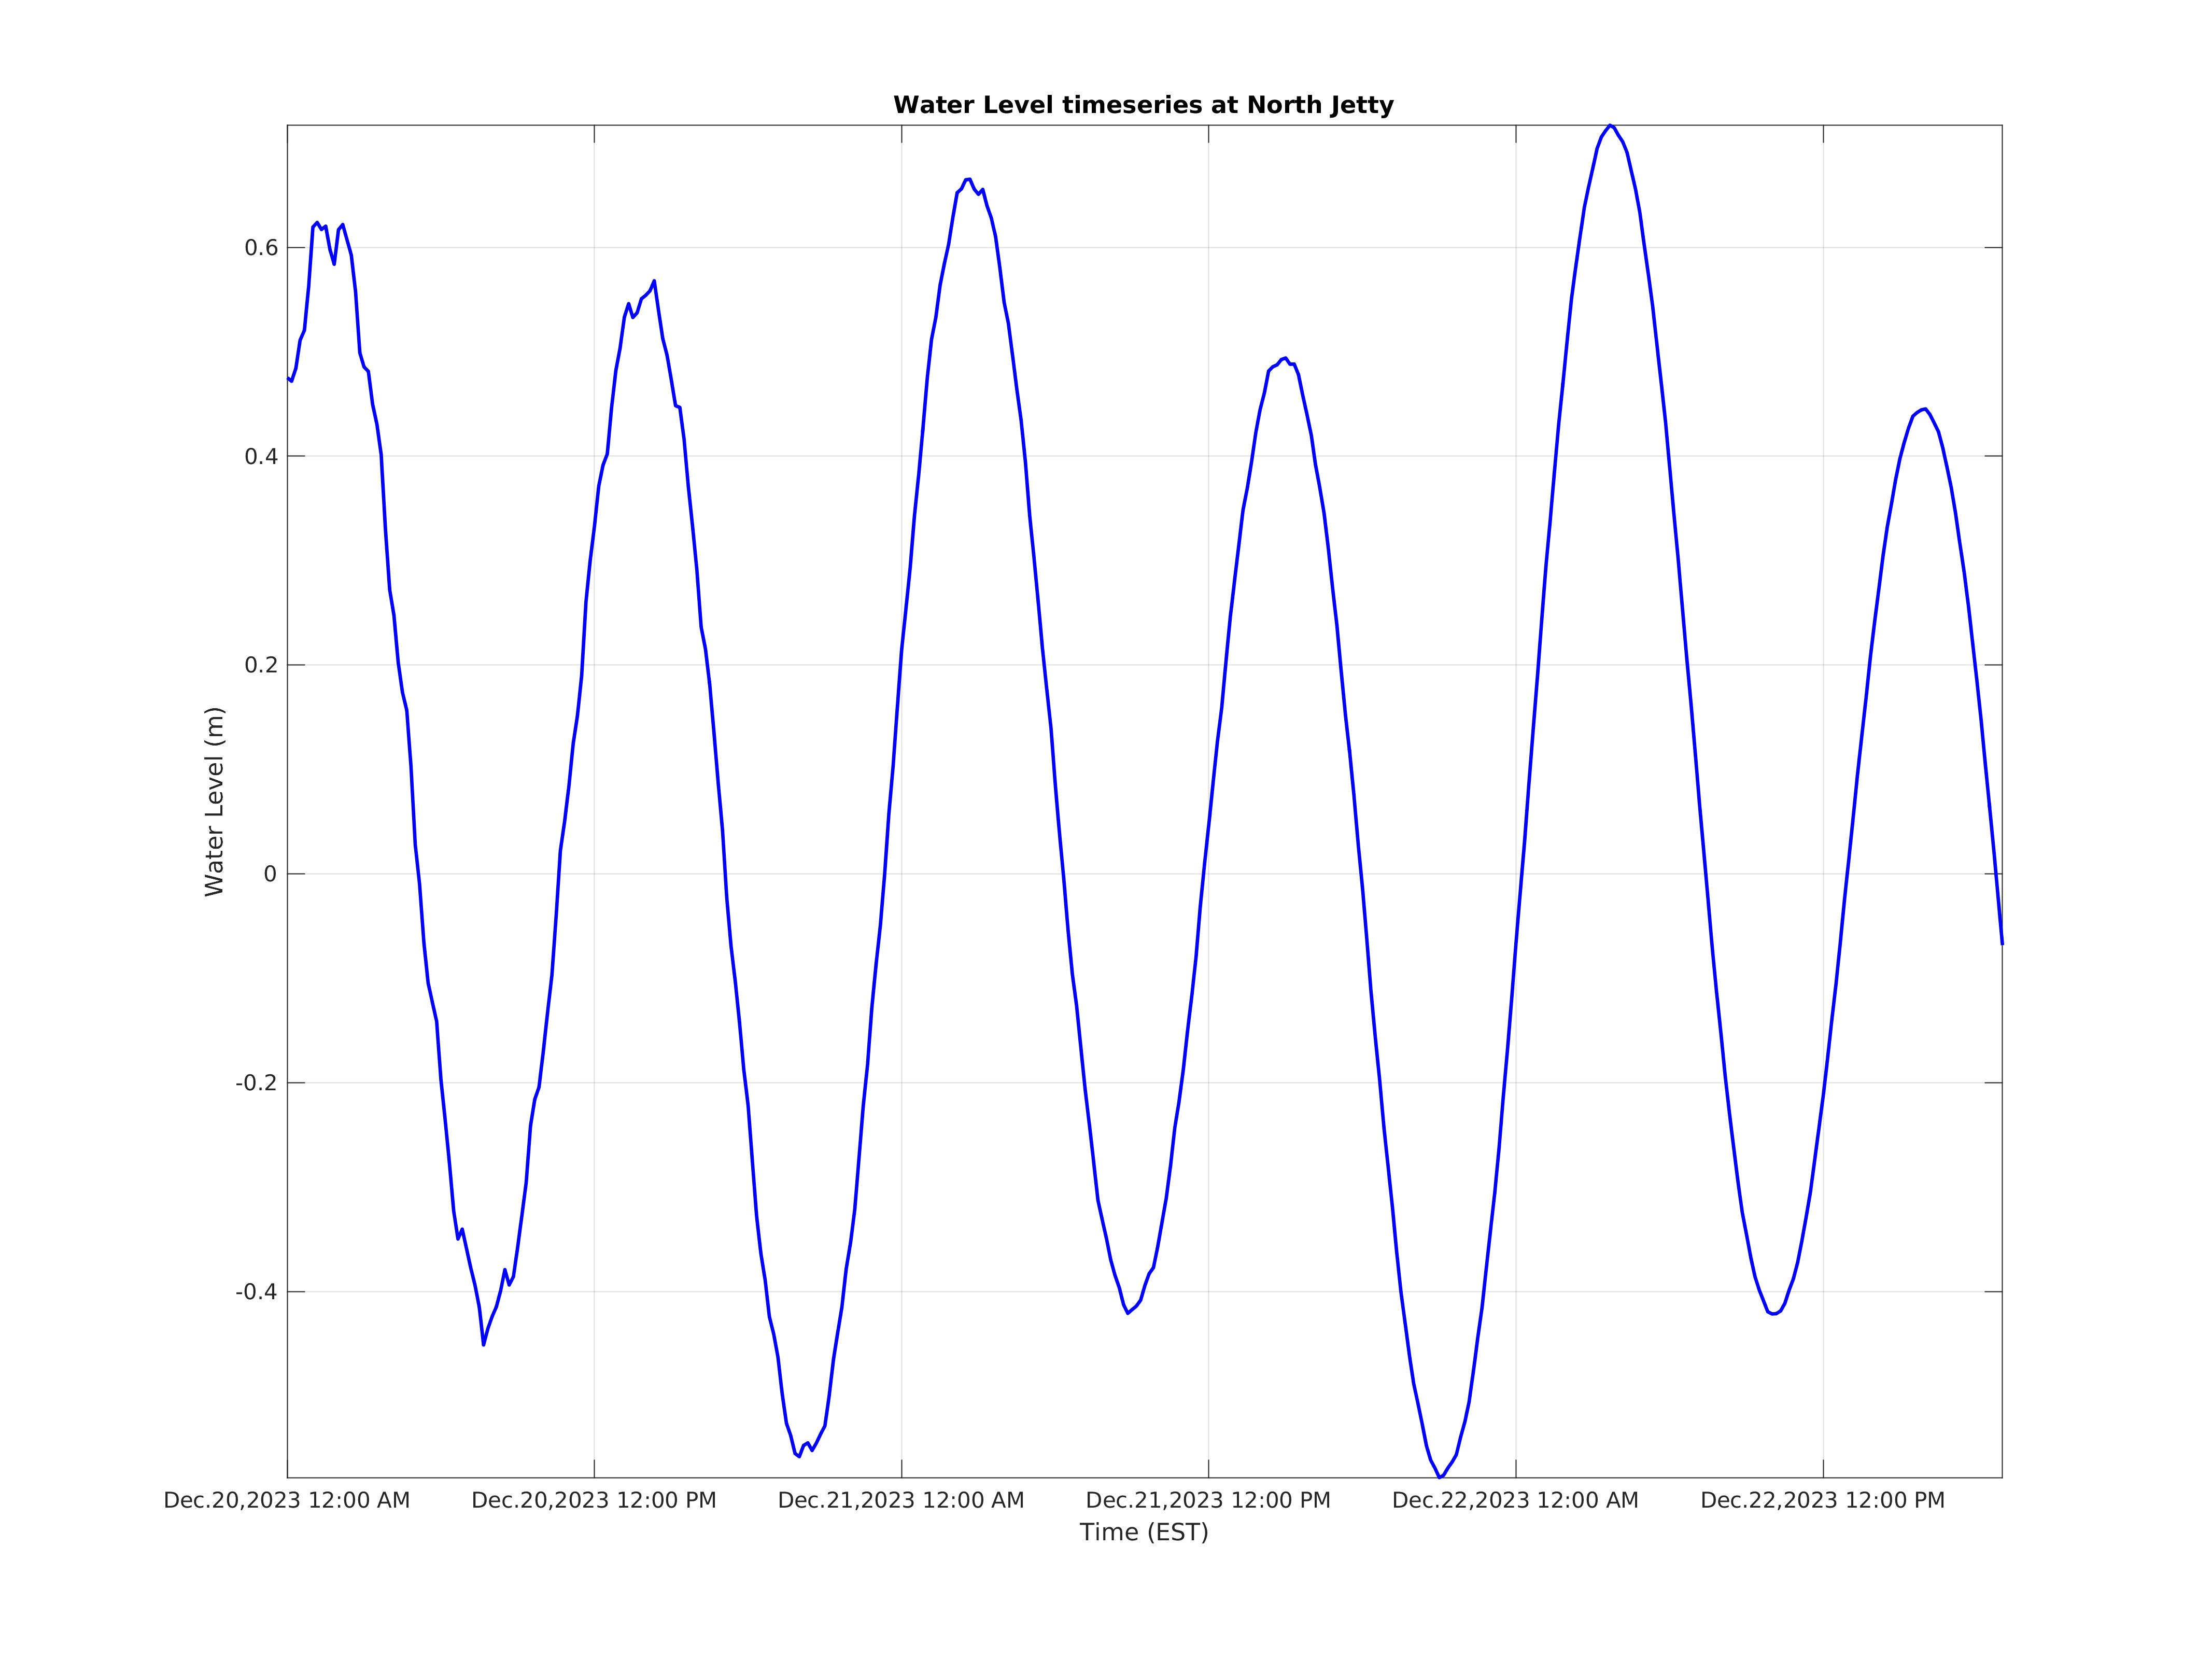 Water Level timeseries at North Jetty
Water Level (m)
0.6
0.4
0.2
0
-0.2
-0.4
Dec.20,2023 12:00 AM
Dec.20,2023 12:00 PM
Dec.21,2023 12:00 AM
Dec.21,2023 12:00 PM
Dec.22,2023 12:00 AM
Dec.22,2023 12:00 PM
Time (EST)